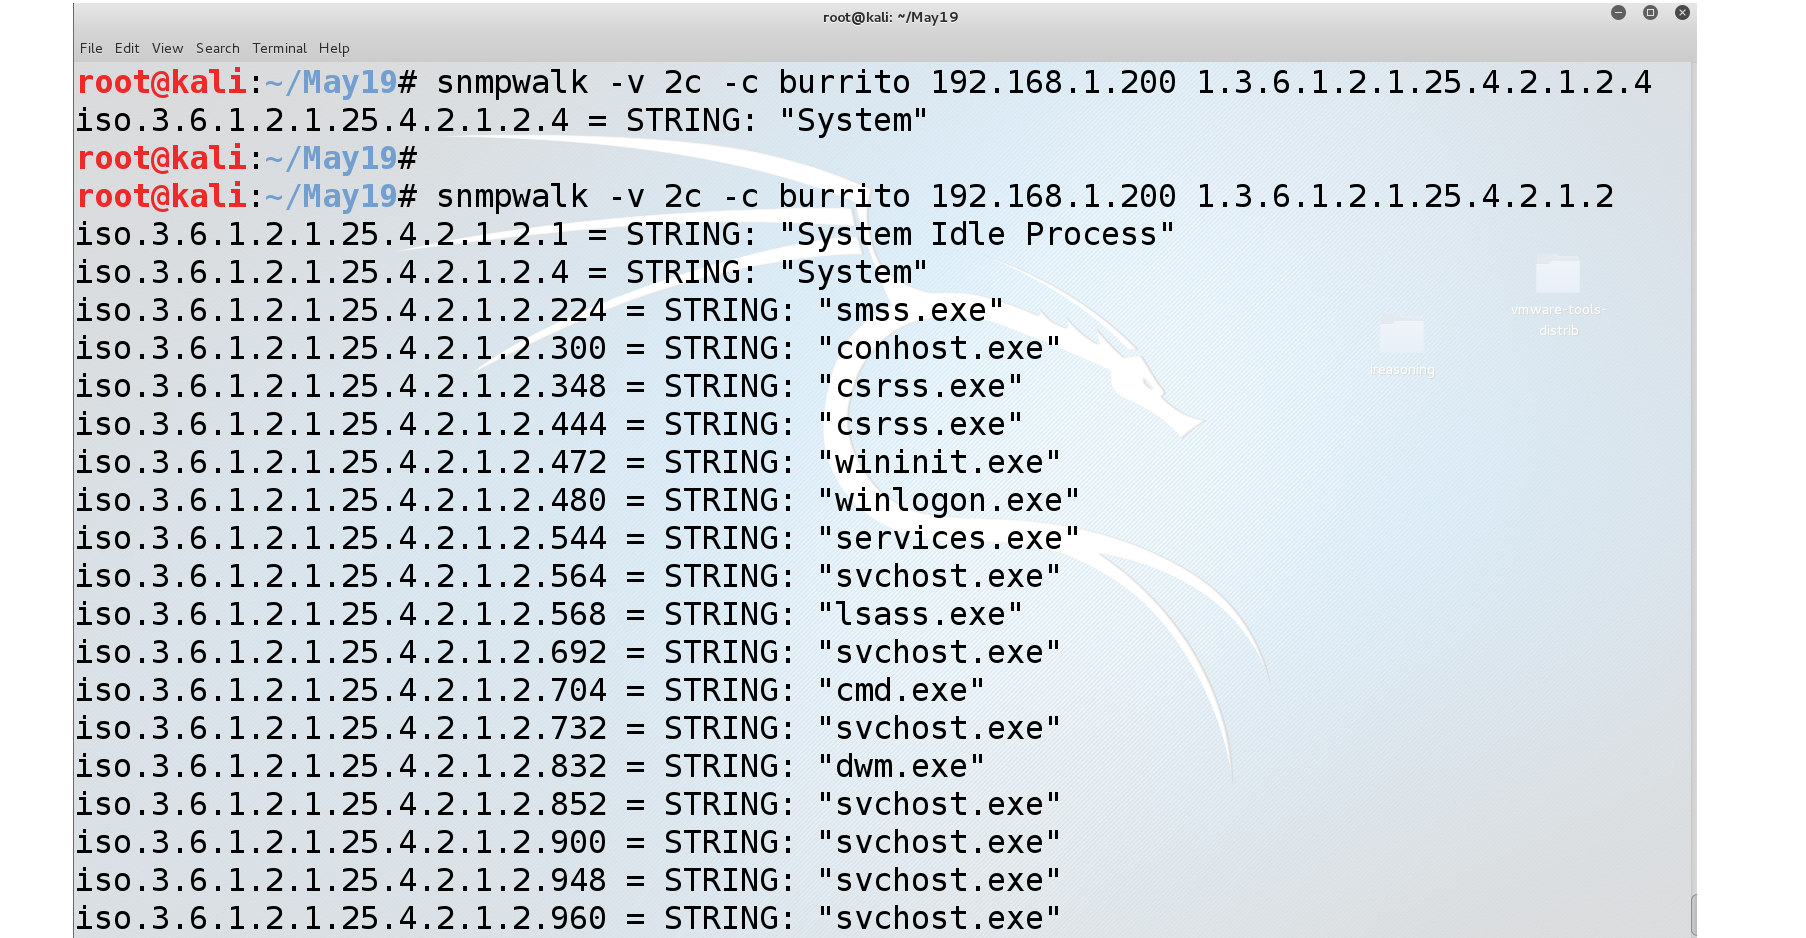 root@kali: ~/May19
File Edit View Search Terminal Help
root@kali:~/May19# snmpwalk -v 2c -c burrito 192.168.1.200 1.3.6.1.2.1.25.4.2.1.2.4
iso.3.6.1.2.1.25.4.2.1.2.4 = STRING: "System"
root@kali:~/May19#
root@kali:~/May19# snmpwalk -v 2c -c burrito 192.168.1.200 1.3.6.1.2.1.25.4.2.1.2
iso.3.6.1.2.1.25.4.2.1.2.1 = STRING: "System Idle Process"
iso.3.6.1.2.1.25.4.2.1.2.4 = STRING: "System"
iso.3.6.1.2.1.25.4.2.1.2.224 = STRING: "smss.exe"
iso.3.6.1.2.1.25.4.2.1.2.300 = STRING: "conhost.exe"
iso.3.6.1.2.1.25.4.2.1.2.348 = STRING: "csrss.exe"
iso.3.6.1.2.1.25.4.2.1.2.444 = STRING: "csrss.exe"
iso.3.6.1.2.1.25.4.2.1.2.472 = STRING: "wininit.exe"
iso.3.6.1.2.1.25.4.2.1.2.480 = STRING: "winlogon.exe"
iso.3.6.1.2.1.25.4.2.1.2.544 = STRING: "services.exe"
iso.3.6.1.2.1.25.4.2.1.2.564 = STRING: "svchost.exe"
iso.3.6.1.2.1.25.4.2.1.2.568 = STRING: "lsass.exe"
iso.3.6.1.2.1.25.4.2.1.2.692 = STRING: "svchost.exe"
iso.3.6.1.2.1.25.4.2.1.2.704 = STRING: "cmd.exe"
iso.3.6.1.2.1.25.4.2.1.2.732 = STRING: "svchost.exe"
iso.3.6.1.2.1.25.4.2.1.2.832 = STRING: "dwm.exe"
iso.3.6.1.2.1.25.4.2.1.2.852 = STRING: "svchost.exe"
iso.3.6.1.2.1.25.4.2.1.2.900 = STRING: "svchost.exe"
iso.3.6.1.2.1.25.4.2.1.2.948 = STRING: "svchost.exe"
iso.3.6.1.2.1.25.4.2.1.2.960 = STRING: "svchost.exe"
vmware-tools-
distrib
ireasoning